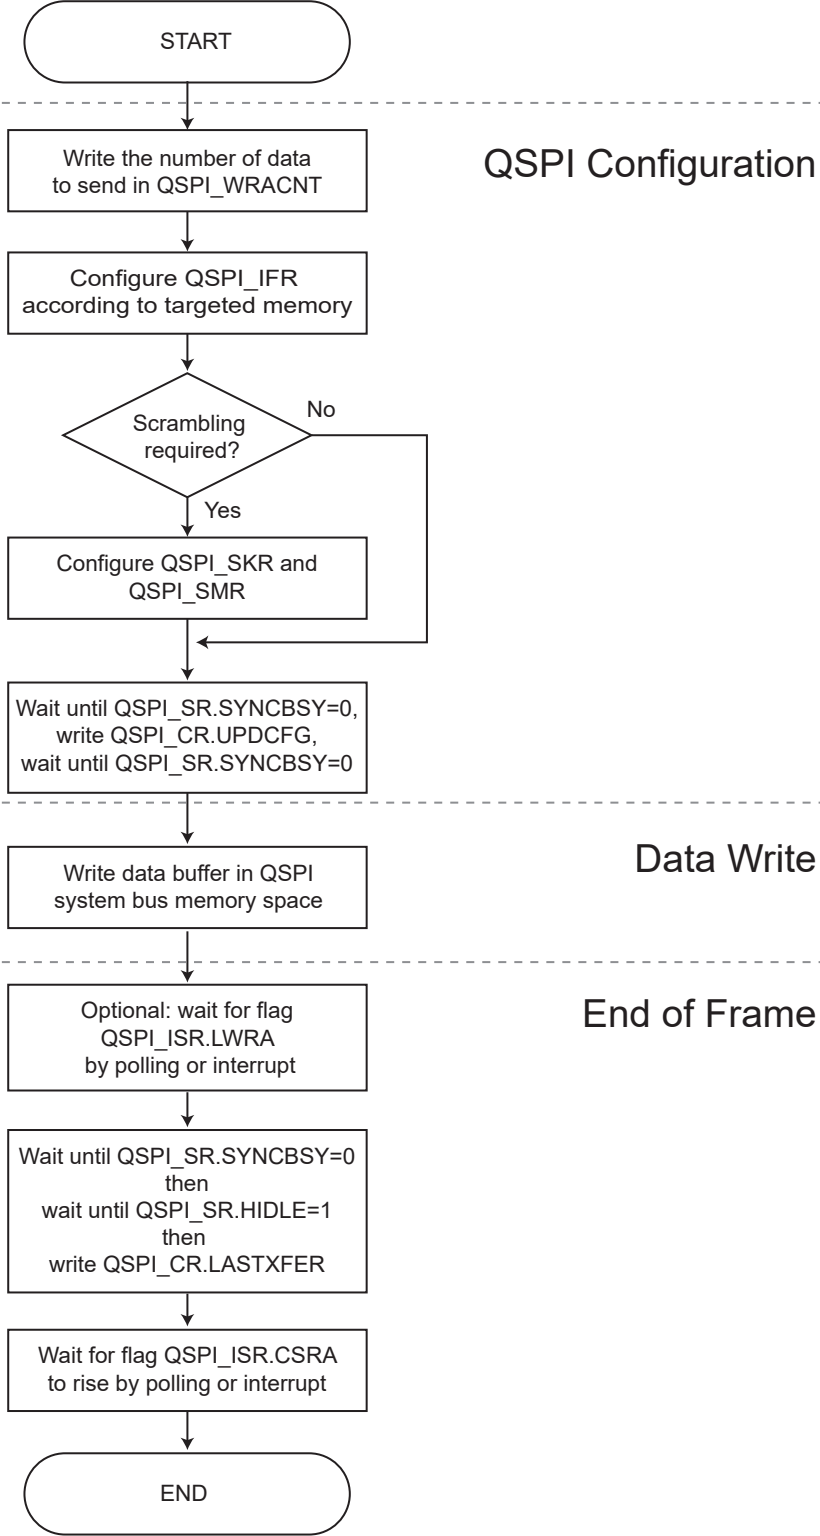 START
QSPI Configuration
Write the number of data
to send in QSPI_WRACNT
Configure QSPI_IFR
according to targeted memory
Scrambling
required?
No
Yes
Configure QSPI_SKR and
QSPI_SMR
Wait until QSPI_SR.SYNCBSY=0,
write QSPI_CR.UPDCFG,
wait until QSPI_SR.SYNCBSY=0
Data Write
Write data buffer in QSPI
system bus memory space
End of Frame
Optional: wait for flag
QSPI_ISR.LWRA
by polling or interrupt
Wait until QSPI_SR.SYNCBSY=0
then
wait until QSPI_SR.HIDLE=1
then
write QSPI_CR.LASTXFER
Wait for flag QSPI_ISR.CSRA
to rise by polling or interrupt
END